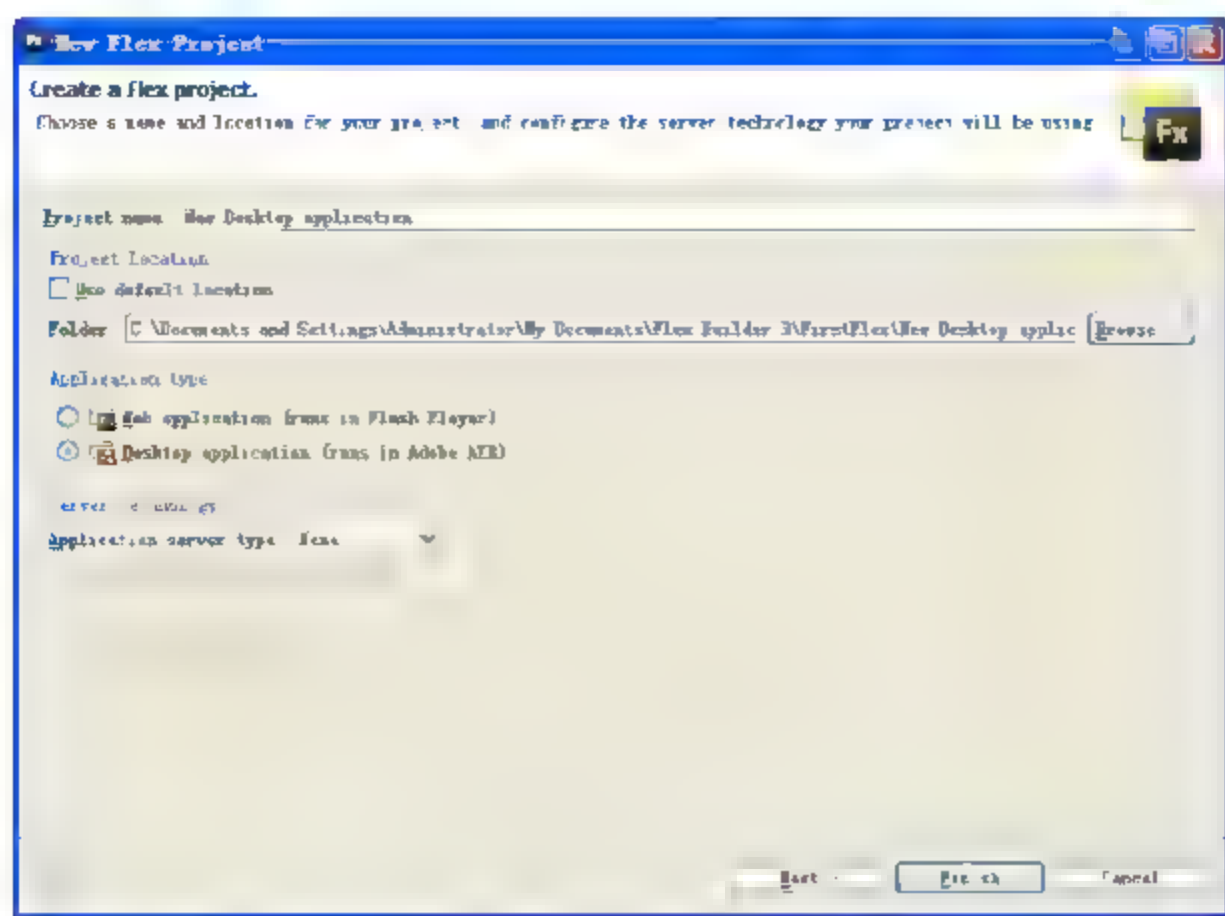 New Flex Project
Create a flex project.
Choose a name and location for your project and configure the server technology your project will be using
Fx
Project name New Desktop application
Project Location
Use default location
Folder C \Documents and Settings\Administrator\My Documents\Flex Builder 3\FirstFlex\New Desktop applic Browse
Application type
Web application (runs in Flash Player)
Desktop application (runs in Adobe AIR)
Server settings
Application server type None
Next Finish Cancel